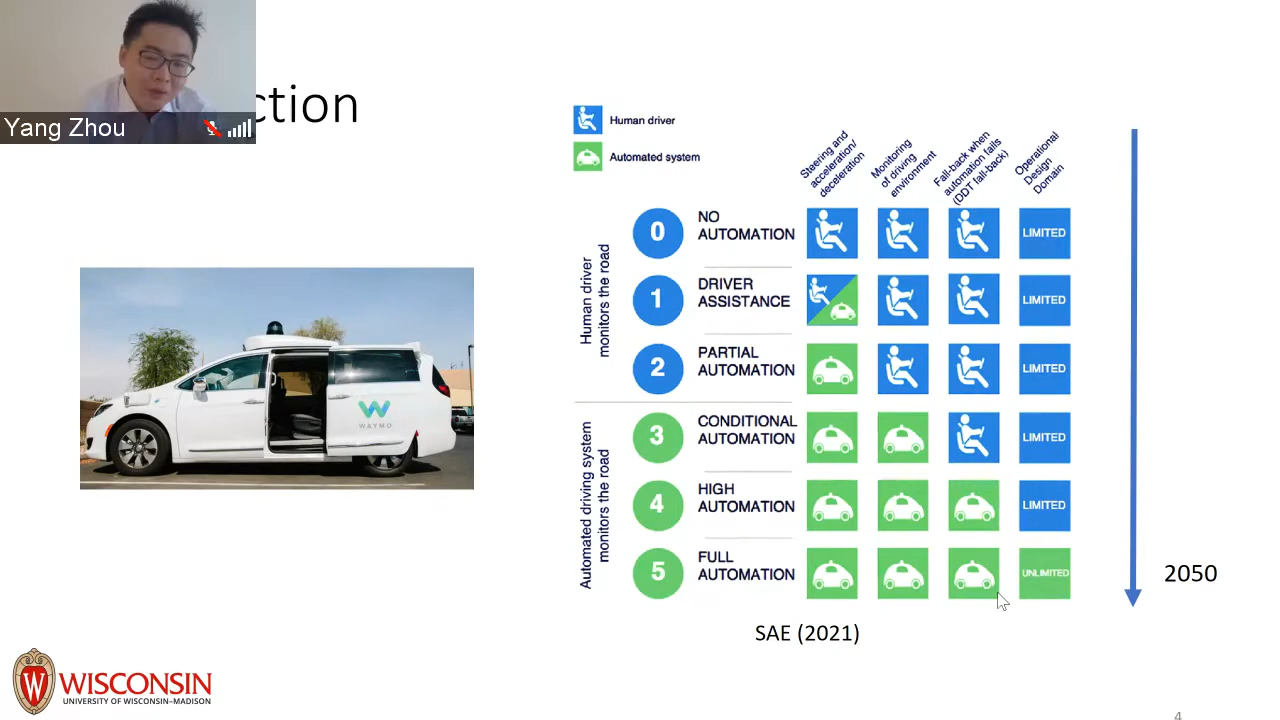 Yang Zhou
ction
Human driver
Automated system
Steering and
acceleration/
deceleration
Monitoring
of driving
environment
Fall-back when
automation fails
(DDT fall-back)
Operational
Design
Domain
Human driver
monitors the road
0
NO
AUTOMATION
LIMITED
1
DRIVER
ASSISTANCE
LIMITED
2
PARTIAL
AUTOMATION
LIMITED
Automated driving system
monitors the road
3
CONDITIONAL
AUTOMATION
LIMITED
4
HIGH
AUTOMATION
LIMITED
5
FULL
AUTOMATION
UNLIMITED
2050
SAE (2021)
WAYMO
W
WISCONSIN
UNIVERSITY OF WISCONSIN–MADISON
4